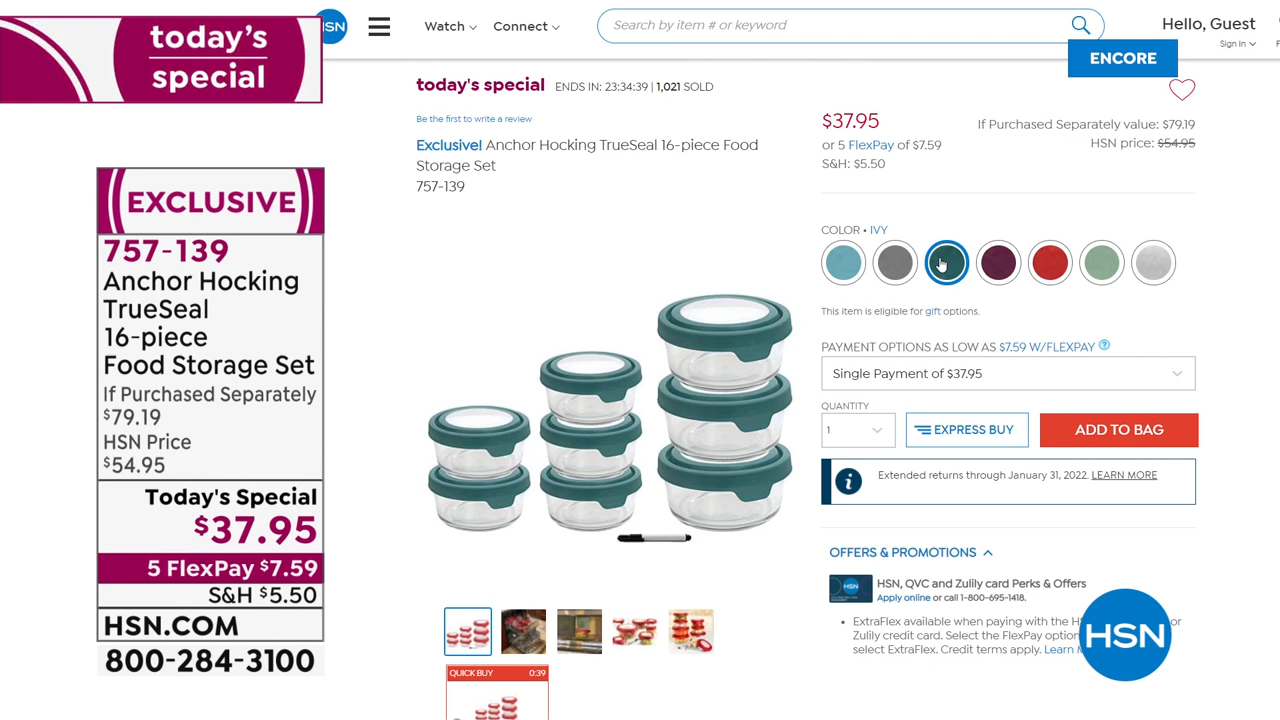 today's
special
HSN
Watch
Connect
Search by item # or keyword
Hello, Guest
Sign In
ENCORE
today's special ENDS IN: 23:34:39 | 1,021 SOLD
Be the first to write a review
Exclusive! Anchor Hocking TrueSeal 16-piece Food
Storage Set
757-139
$37.95
or 5 FlexPay of $7.59
S&H: $5.50
If Purchased Separately value: $79.19
HSN price: $54.95
COLOR • IVY
This item is eligible for gift options.
PAYMENT OPTIONS AS LOW AS $7.59 W/FLEXPAY ?
Single Payment of $37.95
QUANTITY
1
EXPRESS BUY
ADD TO BAG
i
Extended returns through January 31, 2022. LEARN MORE
OFFERS & PROMOTIONS
HSN
HSN, QVC and Zulily card Perks & Offers
Apply online or call 1-800-695-1418.
• ExtraFlex available when paying with the H or
Zulily credit card. Select the FlexPay option
select ExtraFlex. Credit terms apply. Learn
HSN
QUICK BUY 0:39
EXCLUSIVE
757-139
Anchor Hocking
TrueSeal
16-piece
Food Storage Set
If Purchased Separately
$79.19
HSN Price
$54.95
Today's Special
$37.95
5 FlexPay $7.59
S&H $5.50
HSN.COM
800-284-3100